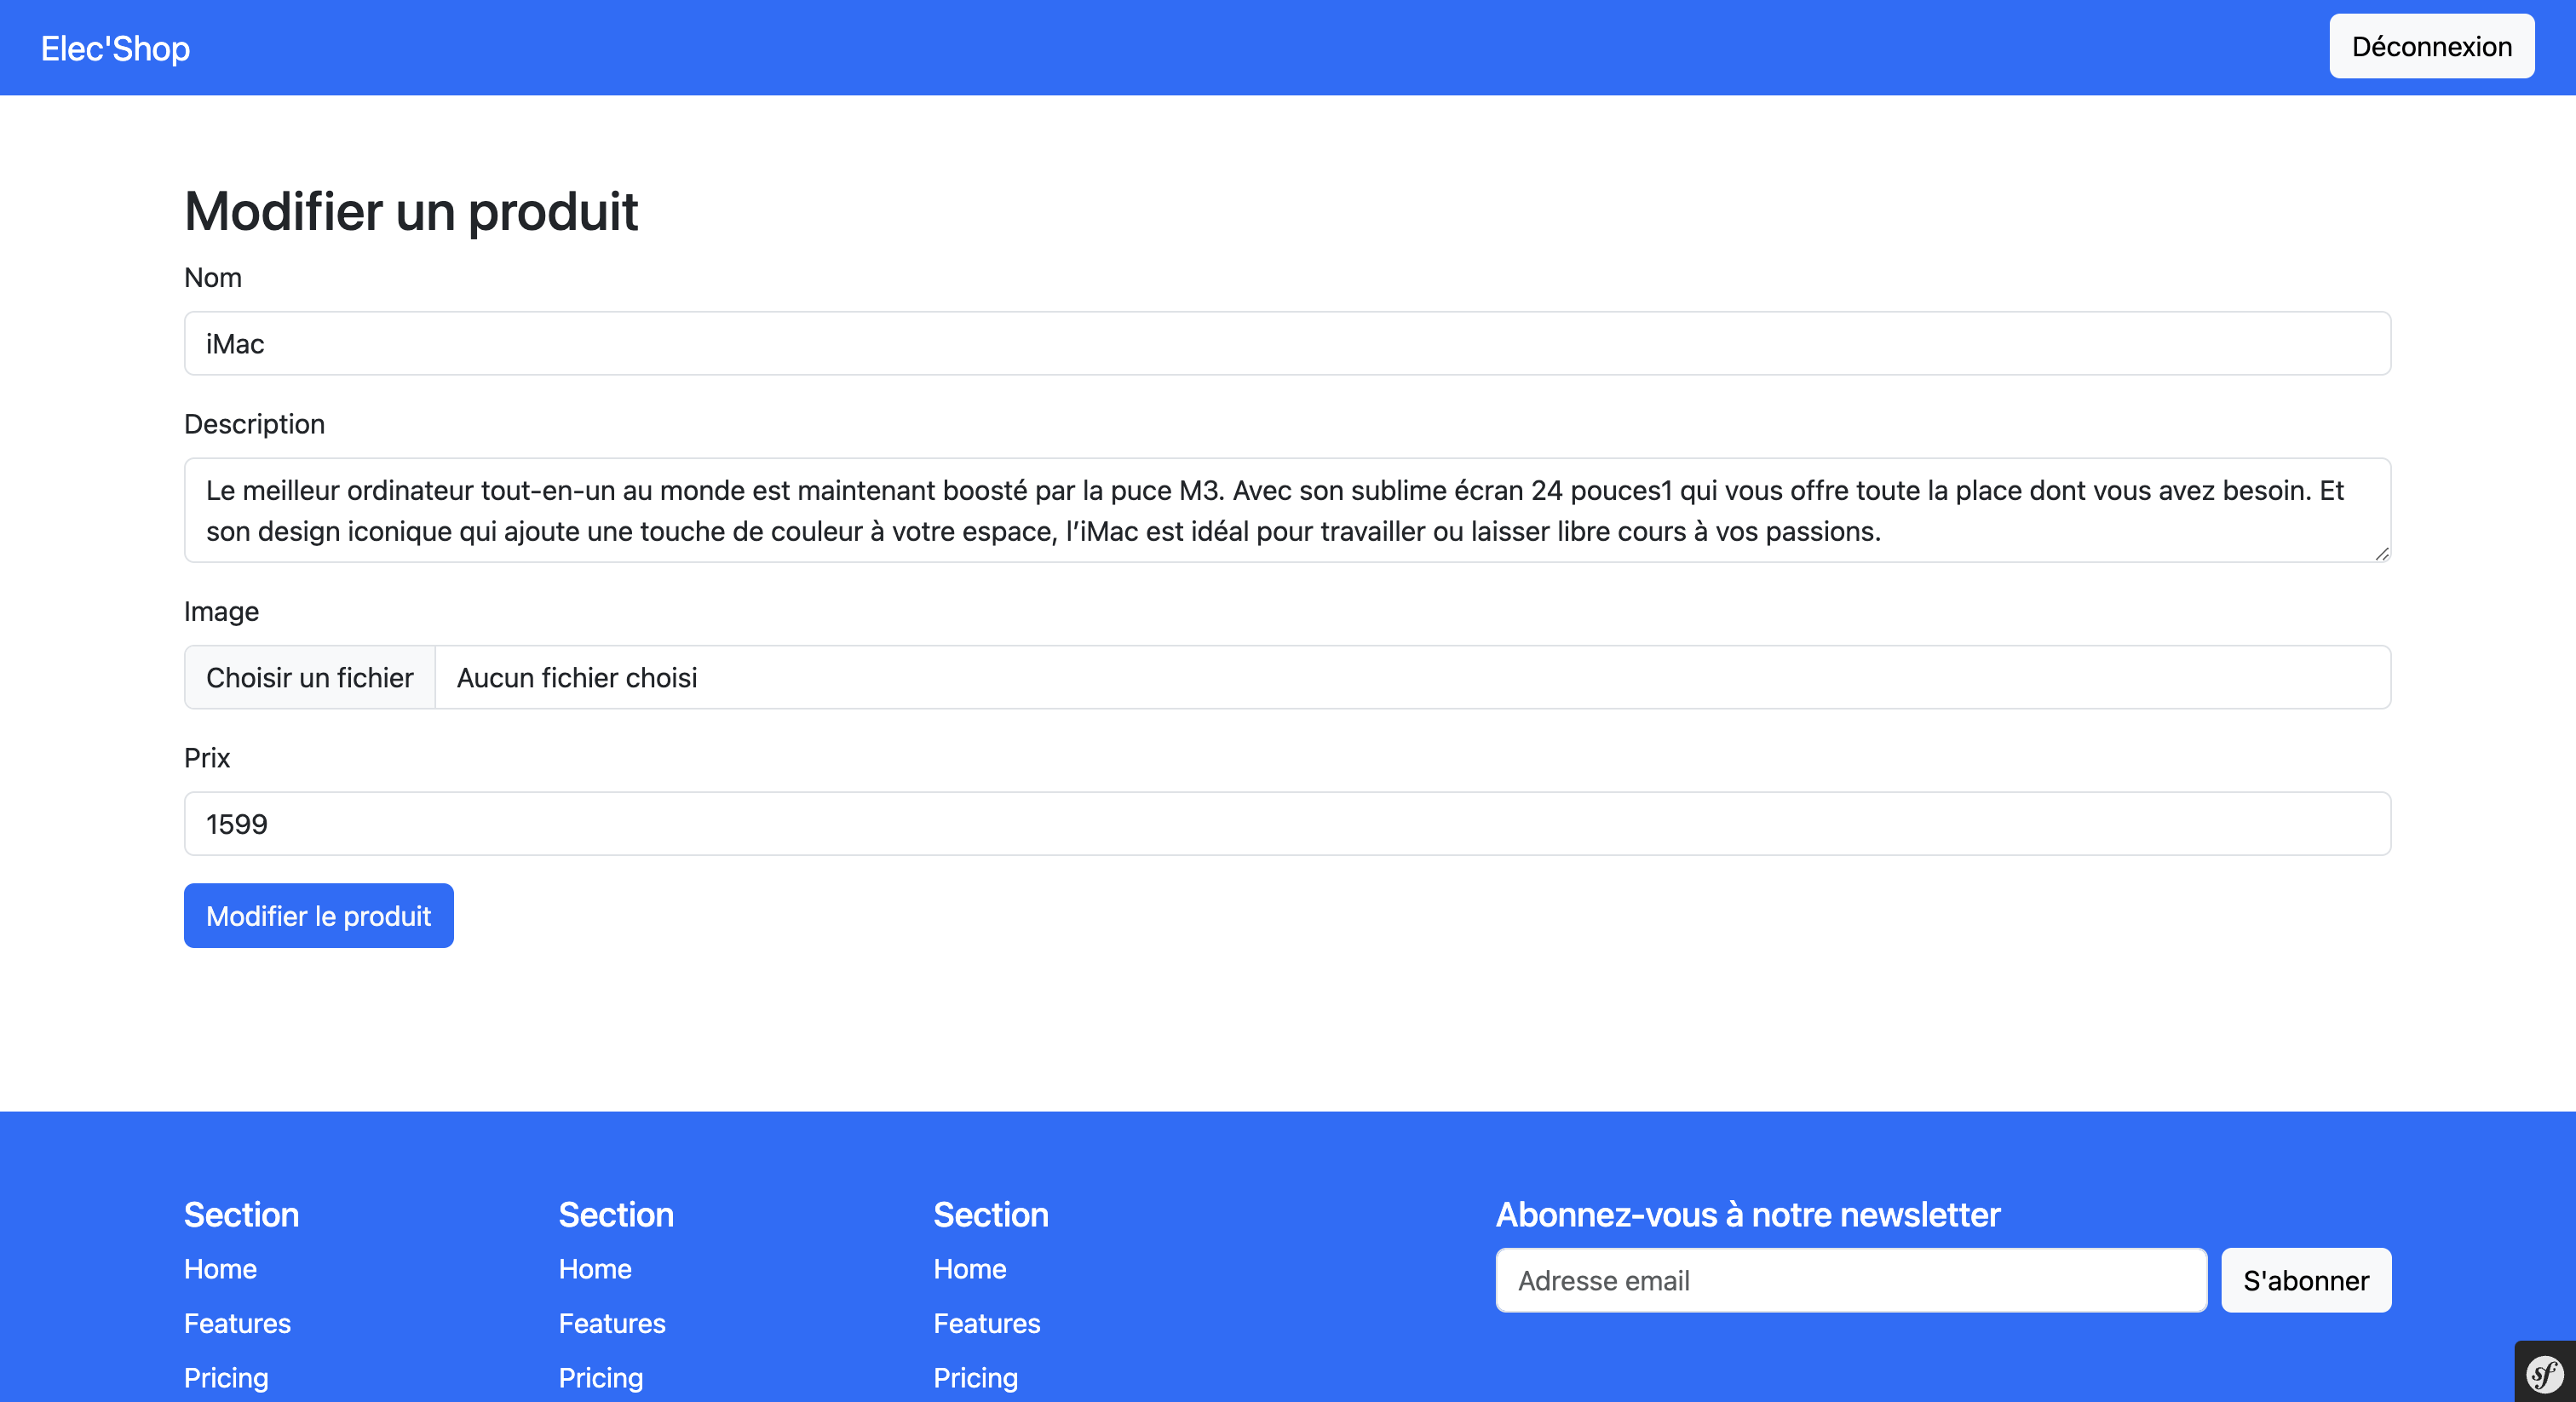 Elec'Shop
Déconnexion
Modifier un produit
Nom
iMac
Description
Le meilleur ordinateur tout-en-un au monde est maintenant boosté par la puce M3. Avec son sublime écran 24 pouces1 qui vous offre toute la place dont vous avez besoin. Et
son design iconique qui ajoute une touche de couleur à votre espace, l’iMac est idéal pour travailler ou laisser libre cours à vos passions.
Image
Choisir un fichier Aucun fichier choisi
Prix
1599
Modifier le produit
Section
Home
Features
Pricing
Section
Home
Features
Pricing
Section
Home
Features
Pricing
Abonnez-vous à notre newsletter
Adresse email
S'abonner
sf